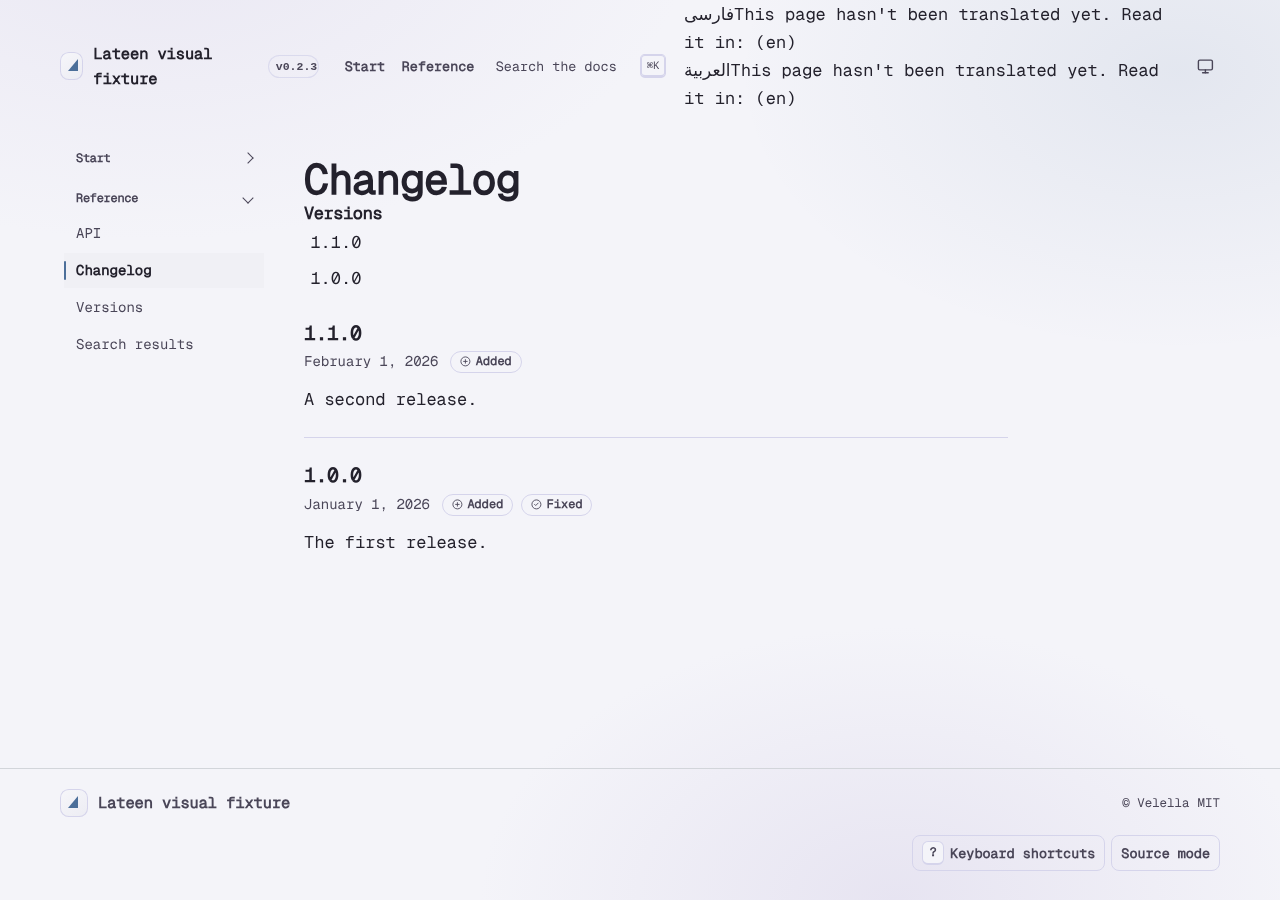 Lateen visual fixture
v0.2.3
Start
Reference
Search the docs
⌘K
فارسیThis page hasn't been translated yet. Read it in: (en)
العربيةThis page hasn't been translated yet. Read it in: (en)
Start
Reference
API
Changelog
Versions
Search results
Changelog
Versions
1.1.0
1.0.0
1.1.0
February 1, 2026 Added
A second release.
1.0.0
January 1, 2026 Added Fixed
The first release.
Lateen visual fixture
© Velella MIT
? Keyboard shortcuts
Source mode